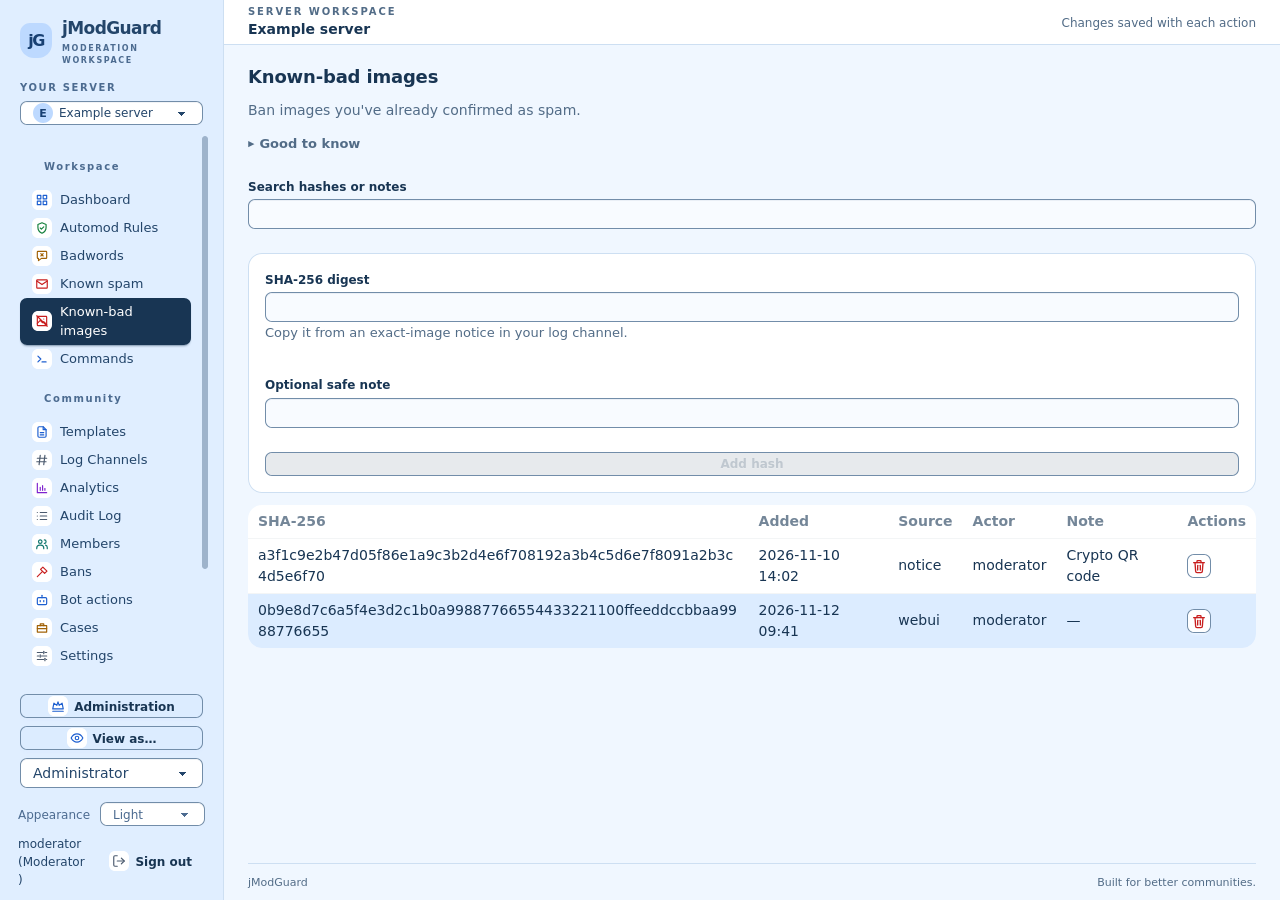 jG
jModGuard
MODERATION
WORKSPACE
YOUR SERVER
E
Example server
Workspace
Dashboard
Automod Rules
Badwords
Known spam
Known-bad
images
Commands
Community
Templates
Log Channels
Analytics
Audit Log
Members
Bans
Bot actions
Cases
Settings
Administration
View as…
Administrator
Appearance
Light
moderator
(Moderator
)
Sign out
SERVER WORKSPACE
Example server
Changes saved with each action
Known-bad images
Ban images you've already confirmed as spam.
▸ Good to know
Search hashes or notes
SHA-256 digest
Copy it from an exact-image notice in your log channel.
Optional safe note
Add hash
SHA-256 Added Source Actor Note Actions
a3f1c9e2b47d05f86e1a9c3b2d4e6f708192a3b4c5d6e7f8091a2b3c
4d5e6f70
2026-11-10
14:02
notice
moderator
Crypto QR
code
0b9e8d7c6a5f4e3d2c1b0a99887766554433221100ffeeddccbbaa99
88776655
2026-11-12
09:41
webui
moderator
—
jModGuard
Built for better communities.